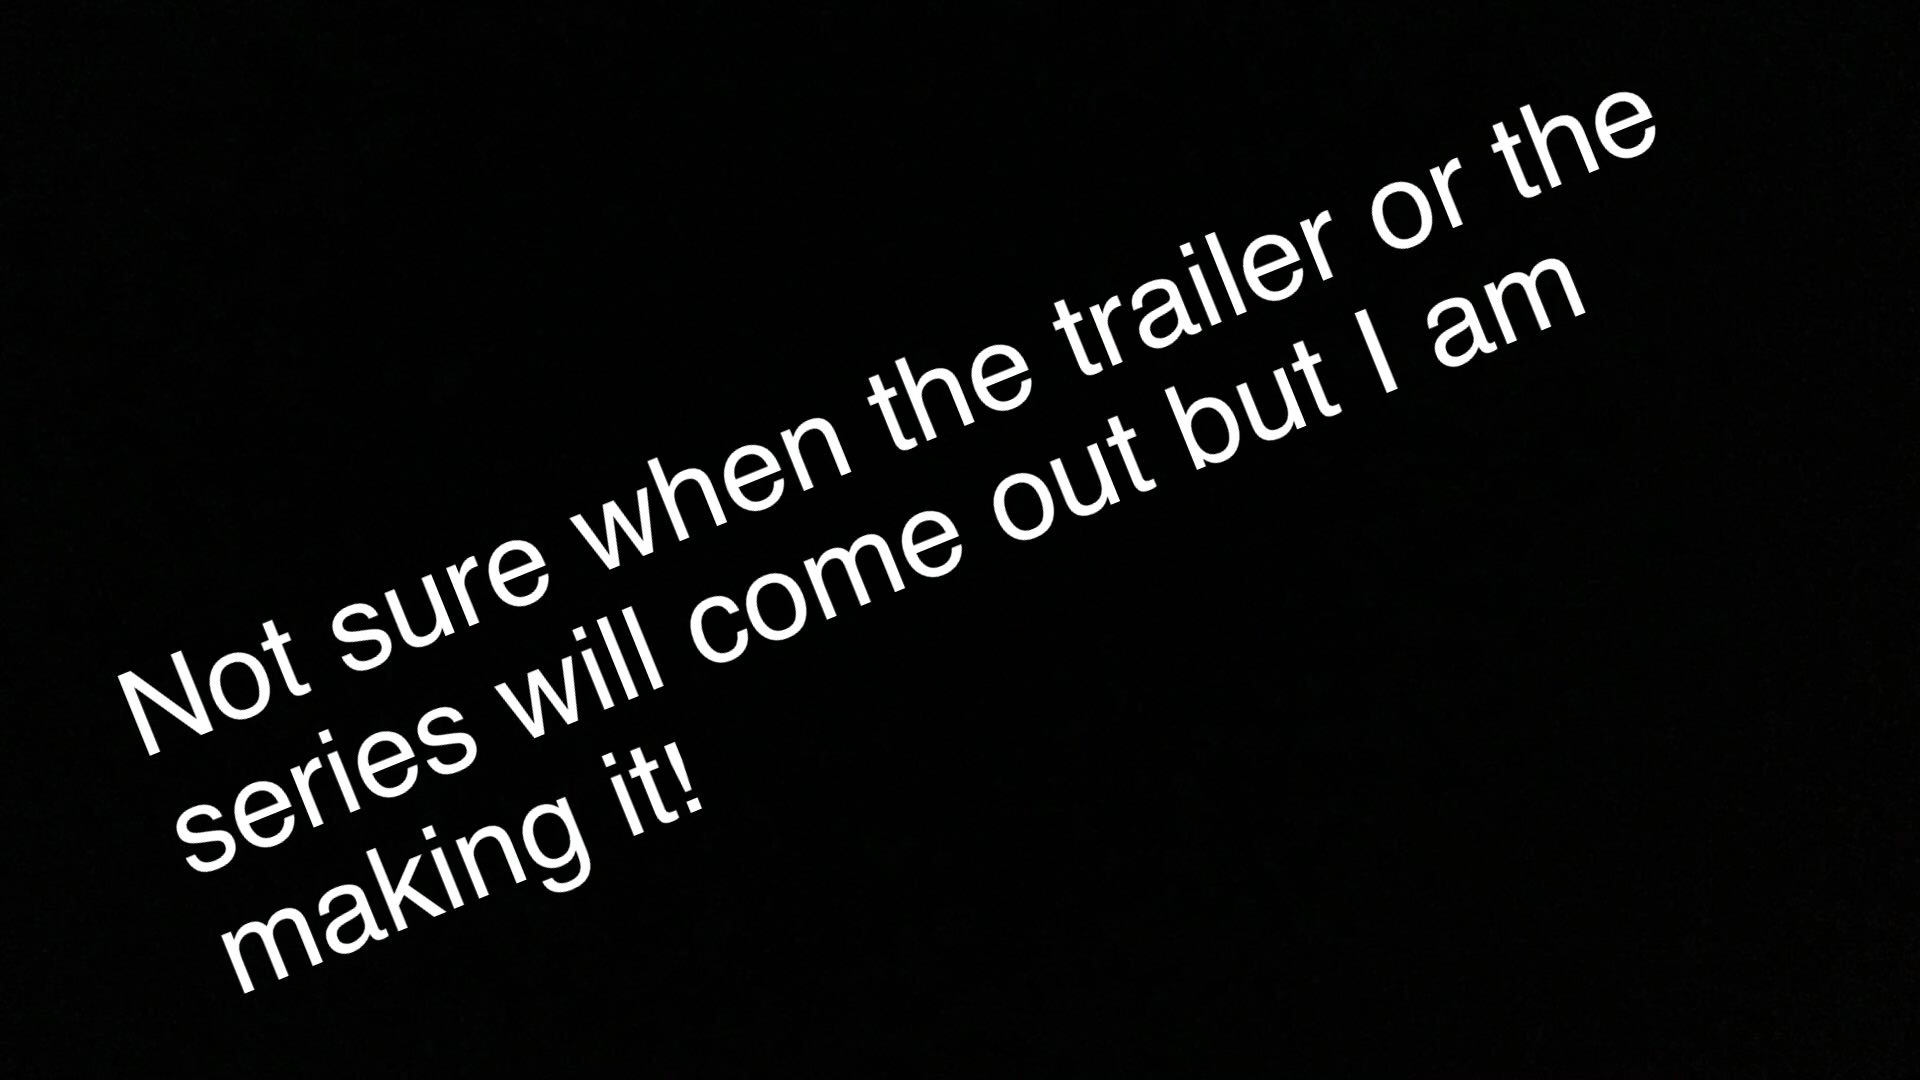 Not sure when the trailer or the
series will come out but I am
making it!